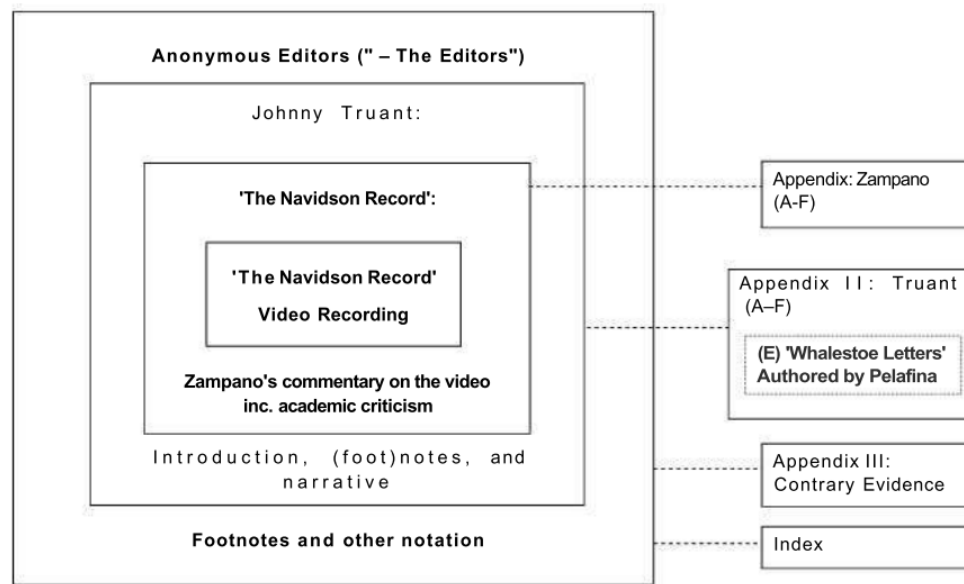 Anonymous Editors (" – The Editors")
Johnny Truant:
'The Navidson Record':
'The Navidson Record'
Video Recording
Zampano's commentary on the video
inc. academic criticism
Introduction, (foot)notes, and
narrative
Footnotes and other notation
Appendix: Zampano
(A-F)
Appendix II: Truant
(A–F)
(E) 'Whalestoe Letters'
Authored by Pelafina
Appendix III:
Contrary Evidence
Index